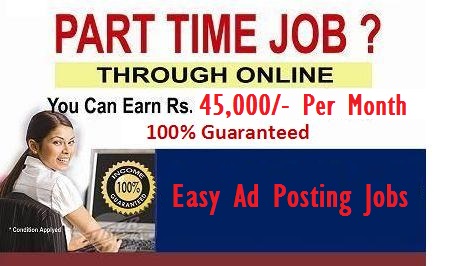 PART TIME JOB ?
THROUGH ONLINE
You Can Earn Rs. 45,000/- Per Month
100% Guaranteed
INCOME
100%
GUARANTEED
Easy Ad Posting Jobs
* Condition Applyed